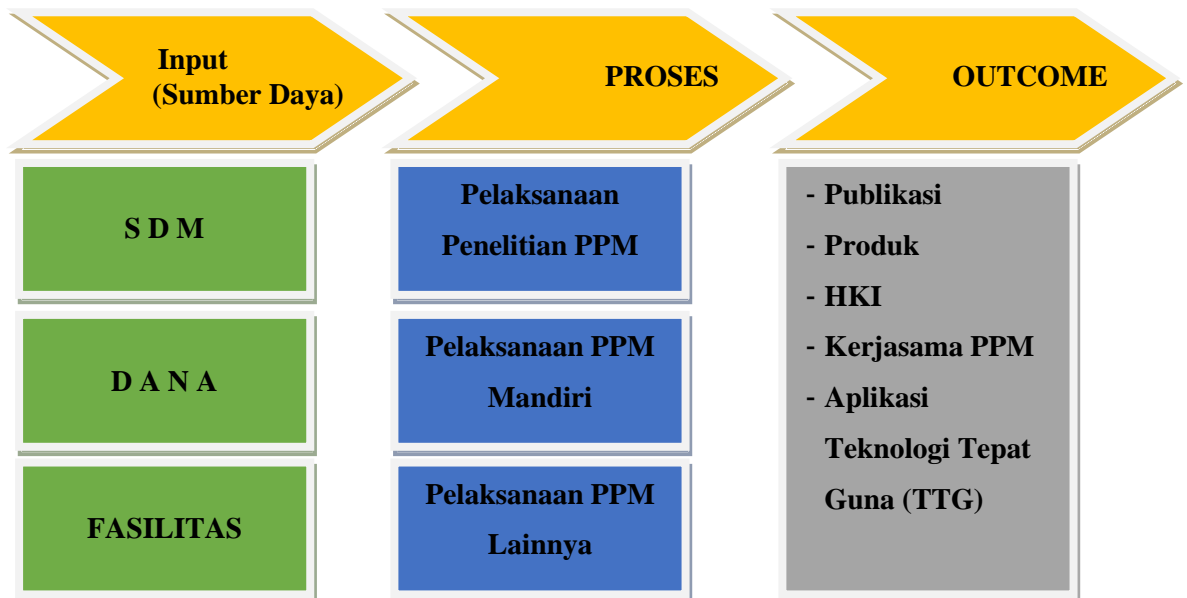 Input
(Sumber Daya)
PROSES
OUTCOME
S D M
D A N A
FASILITAS
Pelaksanaan
Penelitian PPM
Pelaksanaan PPM
Mandiri
Pelaksanaan PPM
Lainnya
- Publikasi
- Produk
- HKI
- Kerjasama PPM
- Aplikasi
Teknologi Tepat
Guna (TTG)